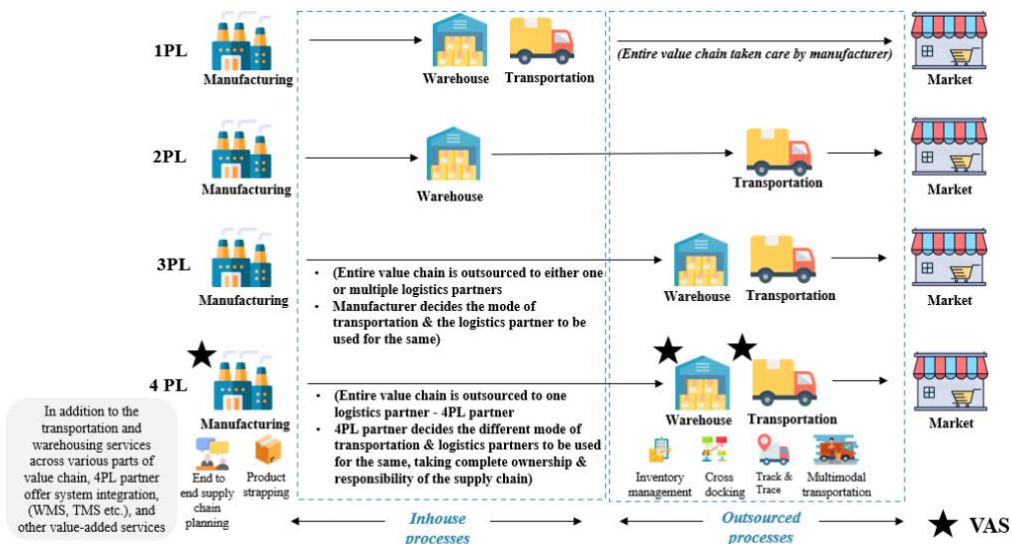 1PL
Manufacturing
Warehouse
Transportation
(Entire value chain taken care by manufacturer)
Market
2PL
Manufacturing
Warehouse
Transportation
Market
3PL
Manufacturing
• (Entire value chain is outsourced to either one
or multiple logistics partners
• Manufacturer decides the mode of
transportation & the logistics partner to be
used for the same)
Warehouse
Transportation
Market
4 PL
Manufacturing
• (Entire value chain is outsourced to one
logistics partner - 4PL partner
• 4PL partner decides the different mode of
transportation & logistics partners to be used
for the same, taking complete ownership &
responsibility of the supply chain)
Warehouse
Transportation
Market
In addition to the
transportation and
warehousing services
across various parts of
value chain, 4PL partner
offer system integration,
(WMS, TMS etc.), and
other value-added services
End to
end supply
chain
planning
Product
strapping
Inventory
management
Cross
docking
Track &
Trace
Multimodal
transportation
Inhouse
processes
Outsourced
processes
VAS